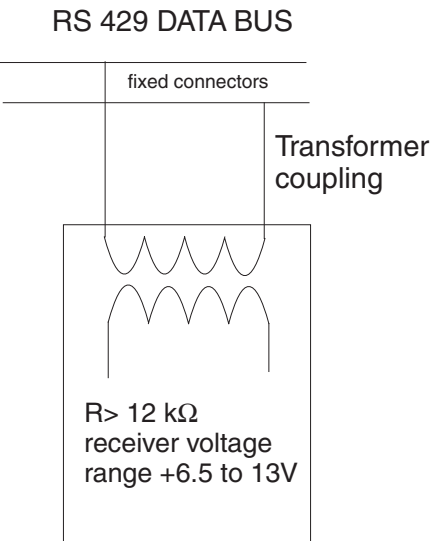 RS 429 DATA BUS
fixed connectors
Transformer
coupling
R> 12 kΩ
receiver voltage
range +6.5 to 13V